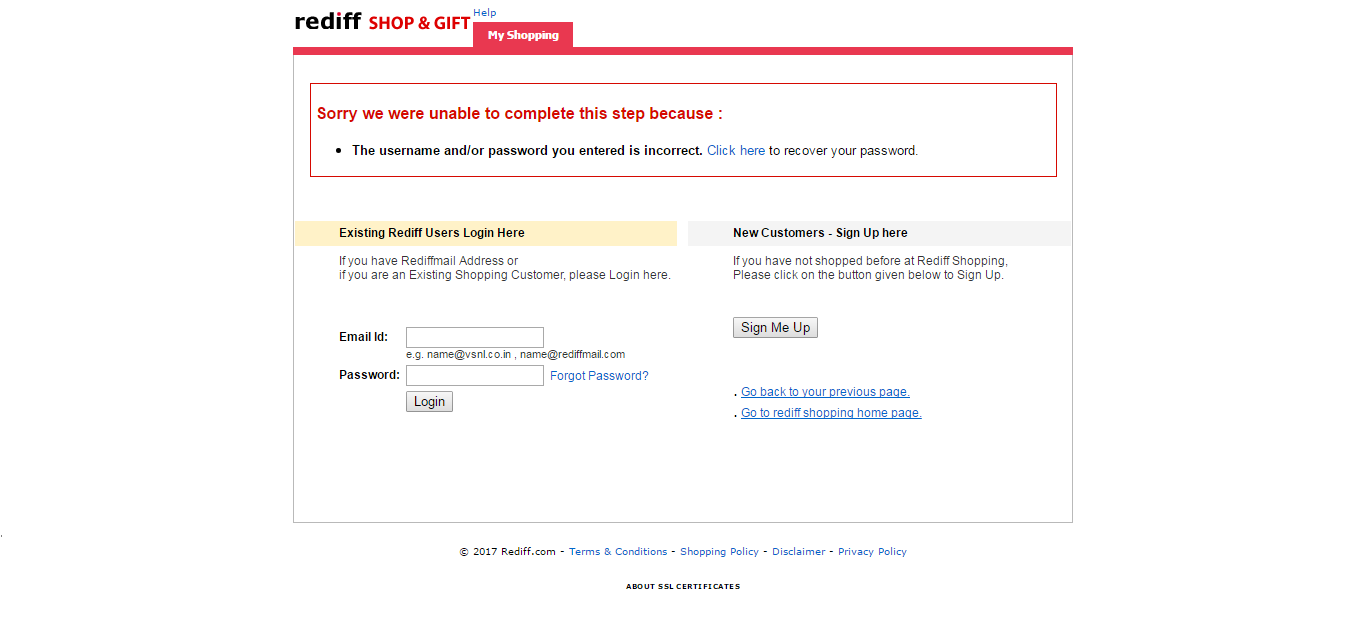 rediff SHOP & GIFT
Help
My Shopping
Sorry we were unable to complete this step because :
• The username and/or password you entered is incorrect. Click here to recover your password.
Existing Rediff Users Login Here
If you have Rediffmail Address or
if you are an Existing Shopping Customer, please Login here.
Email Id:
e.g. name@vsnl.co.in , name@rediffmail.com
Password: Forgot Password?
Login
New Customers - Sign Up here
If you have not shopped before at Rediff Shopping,
Please click on the button given below to Sign Up.
Sign Me Up
. Go back to your previous page.
. Go to rediff shopping home page.
© 2017 Rediff.com - Terms & Conditions - Shopping Policy - Disclaimer - Privacy Policy
ABOUT SSL CERTIFICATES